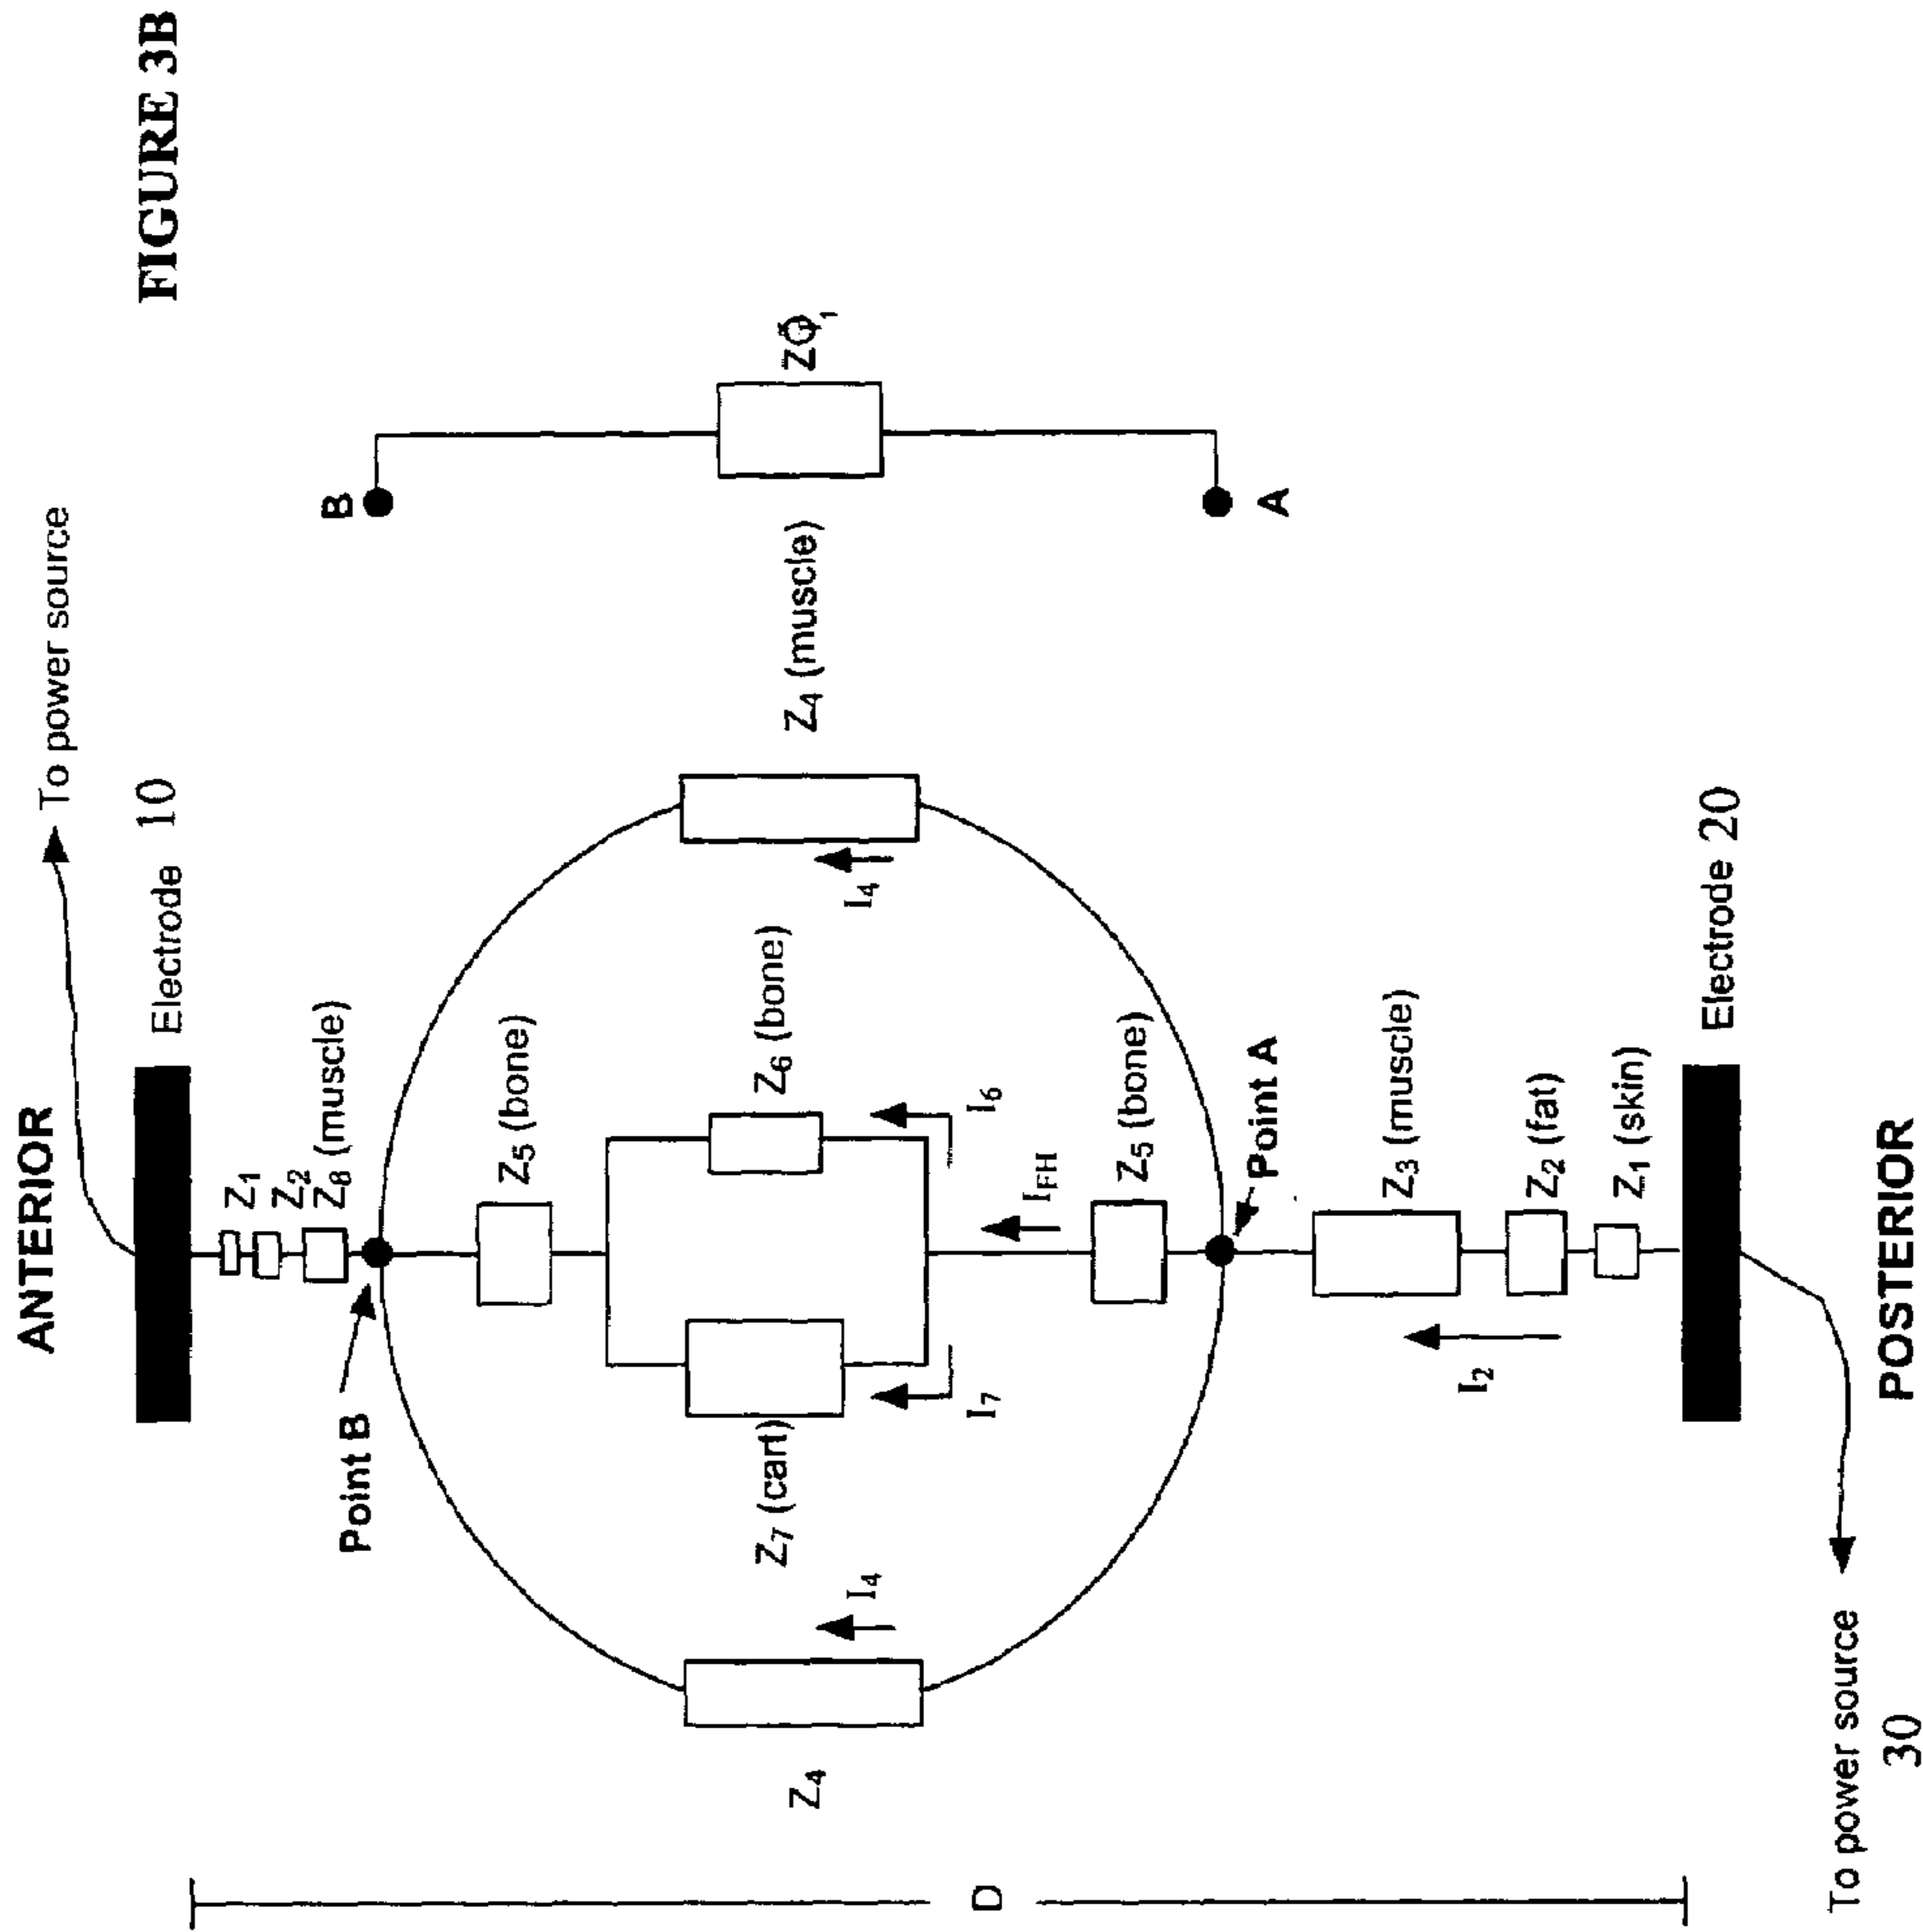 FIGURE 3B
ANTERIOR
To power source
Electrode 10
Z1
Z2
Z8 (muscle)
Point B
B
Z5 (bone)
Z4
I4
Z7 (cart)
Z6 (bone)
I4
Z4 (muscle)
ZΦ1
D
I7
IFH
I6
Z5 (bone)
Point A
A
Z3 (muscle)
I2
Z2 (fat)
Z1 (skin)
Electrode 20
To power source
30
POSTERIOR